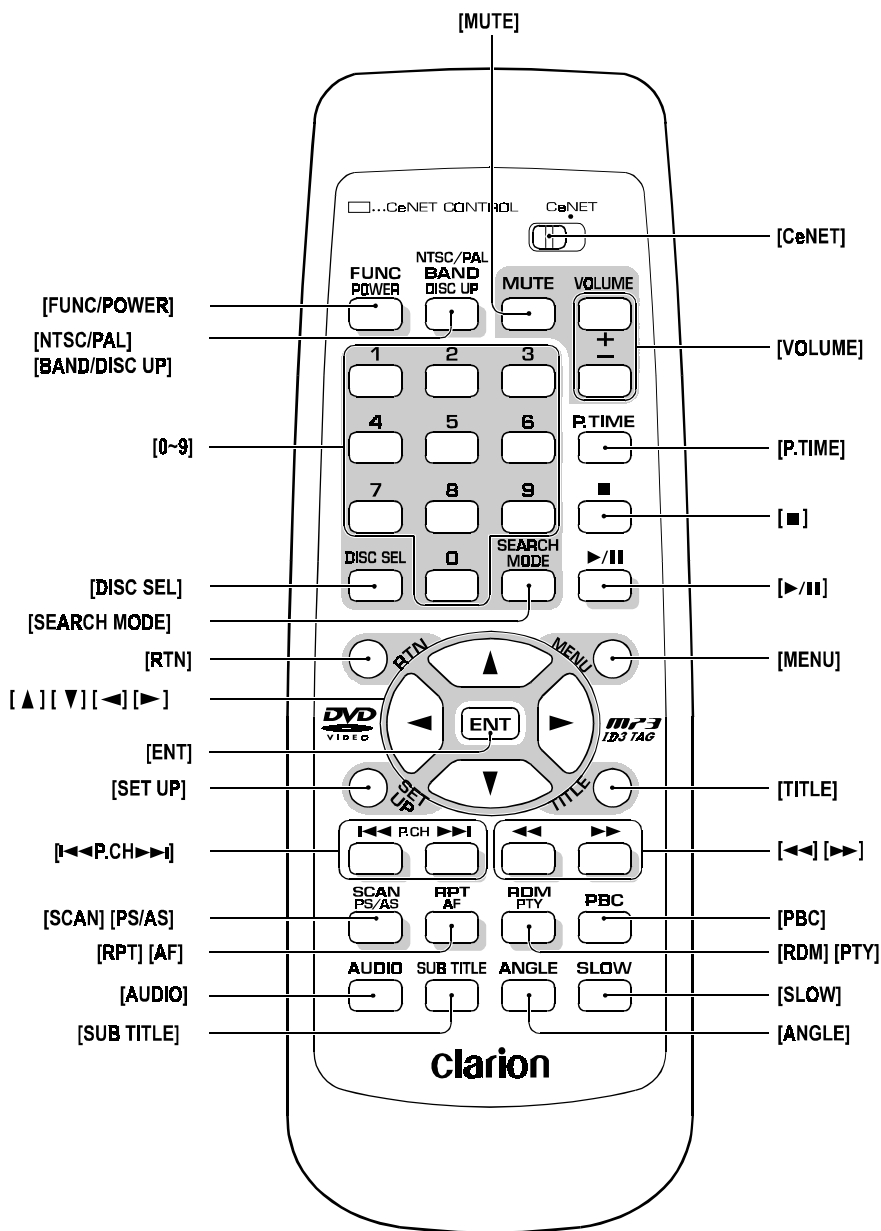 [MUTE]
□...CeNET CONTROL CeNET
[CeNET]
NTSC/PAL
FUNC BAND MUTE VOLUME
POWER DISC UP
[FUNC/POWER]
[NTSC/PAL]
[BAND/DISC UP]
+
−
[VOLUME]
1 2 3
4 5 6 P.TIME
[0~9]
[P.TIME]
7 8 9 ■
[■]
DISC SEL 0 SEARCH MODE ►/II
[DISC SEL]
[►/II]
[SEARCH MODE]
[RTN]
RTN ▲ MENU
[MENU]
[▲] [▼] [◄] [►]
DVD
VIDEO
◄ ENT ►
MP3
ID3 TAG
[ENT]
[SET UP]
SET UP ▼ TITLE
[TITLE]
I◄◄ P.CH ►►I ◄◄ ►►
[I◄◄P.CH►►I]
[◄◄] [►►]
SCAN RPT RDM PBC
PS/AS AF PTY
[SCAN] [PS/AS]
[PBC]
[RPT] [AF]
[RDM] [PTY]
AUDIO SUB TITLE ANGLE SLOW
[AUDIO]
[SLOW]
[SUB TITLE]
[ANGLE]
clarion